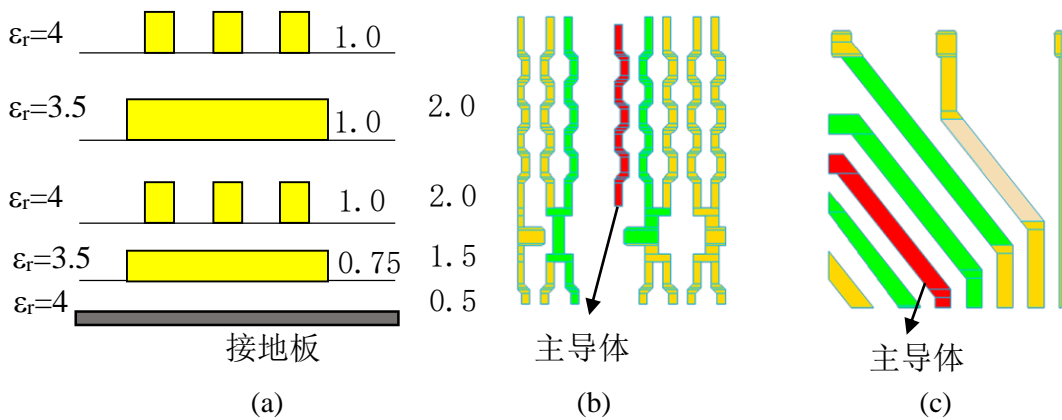 εr=4 1.0
εr=3.5 1.0 2.0
εr=4 1.0 2.0
εr=3.5 0.75 1.5
εr=4 0.5
接地板 主导体 主导体
(a) (b) (c)